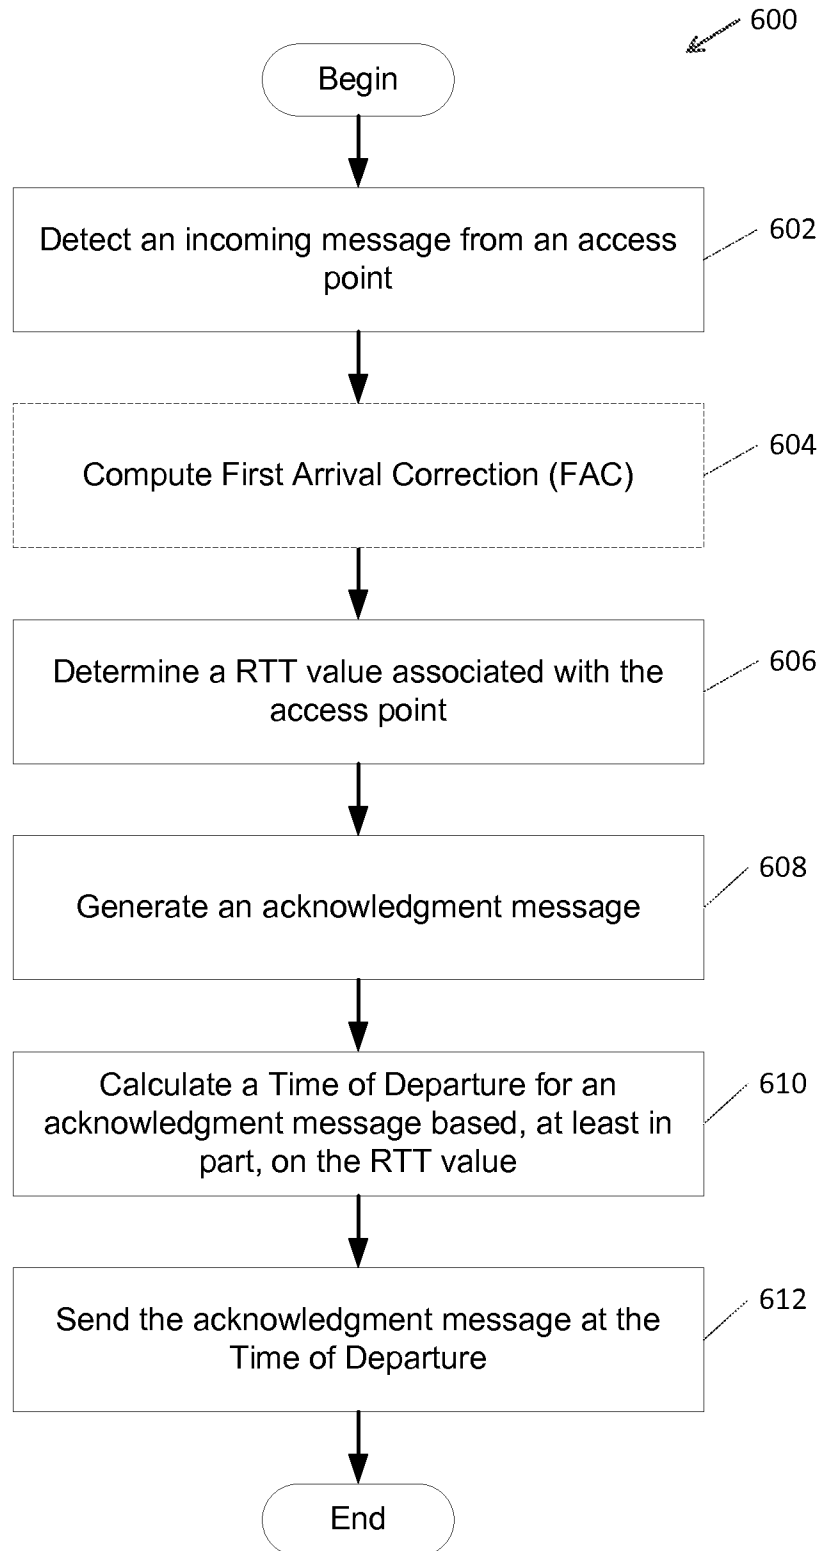 600
Begin
Detect an incoming message from an access
point
602
Compute First Arrival Correction (FAC)
604
Determine a RTT value associated with the
access point
606
Generate an acknowledgment message
608
Calculate a Time of Departure for an
acknowledgment message based, at least in
part, on the RTT value
610
Send the acknowledgment message at the
Time of Departure
612
End